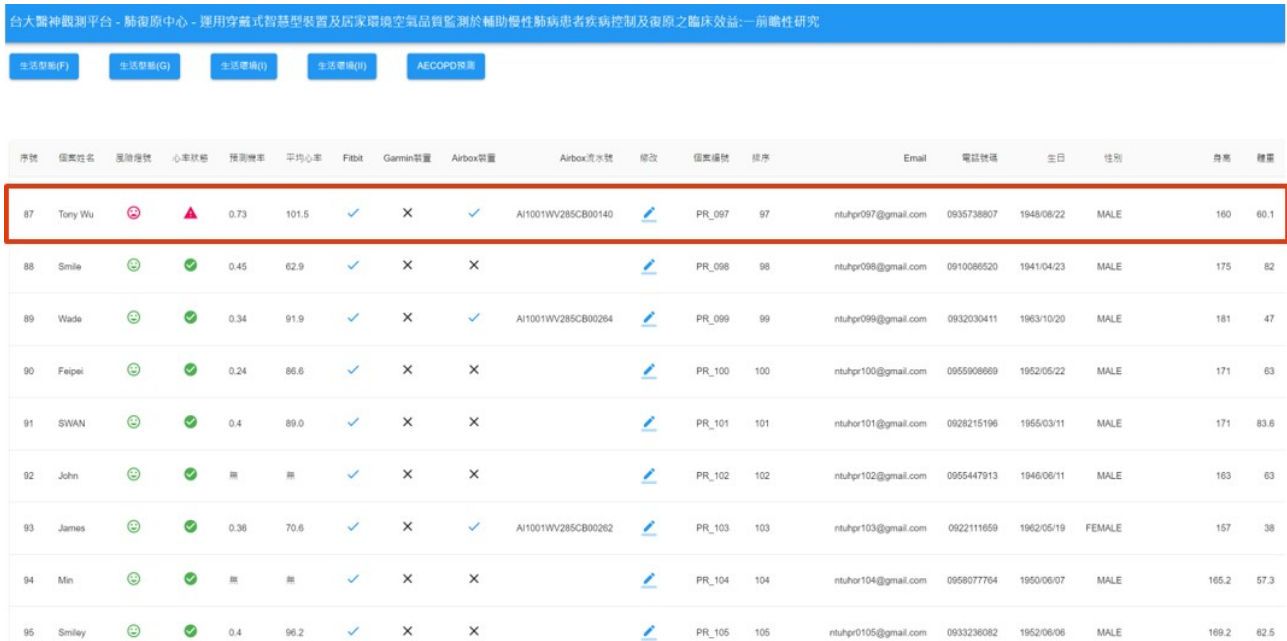 台大醫神觀測平台 - 肺復原中心 - 運用穿戴式智慧型裝置及居家環境空氣品質監測於輔助慢性肺病患者疾病控制及復原之臨床效益:一前瞻性研究
生活型態(F) 生活型態(G) 生活環境(I) 生活環境(II) AECOPD預測
序號 個案姓名 風險燈號 心率狀態 預測機率 平均心率 Fitbit Garmin裝置 Airbox裝置 Airbox流水號 修改 個案編號 排序 Email 電話號碼 生日 性別 身高 體重
87 Tony Wu 0.73 101.5 AI1001WV285CB00140 PR_097 97 ntuhpr097@gmail.com 0935738807 1948/08/22 MALE 160 60.1
88 Smile 0.45 62.9 PR_098 98 ntuhpr098@gmail.com 0910086520 1941/04/23 MALE 175 82
89 Wade 0.34 91.9 AI1001WV285CB00264 PR_099 99 ntuhpr099@gmail.com 0932030411 1963/10/20 MALE 181 47
90 Feipei 0.24 86.6 PR_100 100 ntuhpr100@gmail.com 0955908669 1952/05/22 MALE 171 63
91 SWAN 0.4 89.0 PR_101 101 ntuhor101@gmail.com 0928215196 1955/03/11 MALE 171 83.6
92 John 無 無 PR_102 102 ntuhpr102@gmail.com 0955447913 1946/06/11 MALE 163 63
93 James 0.36 70.6 AI1001WV285CB00262 PR_103 103 ntuhpr103@gmail.com 0922111659 1962/05/19 FEMALE 157 38
94 Min 無 無 PR_104 104 ntuhor104@gmail.com 0958077764 1950/06/07 MALE 165.2 57.3
95 Smiley 0.4 96.2 PR_105 105 ntuhpr0105@gmail.com 0933236082 1952/06/06 MALE 169.2 62.5